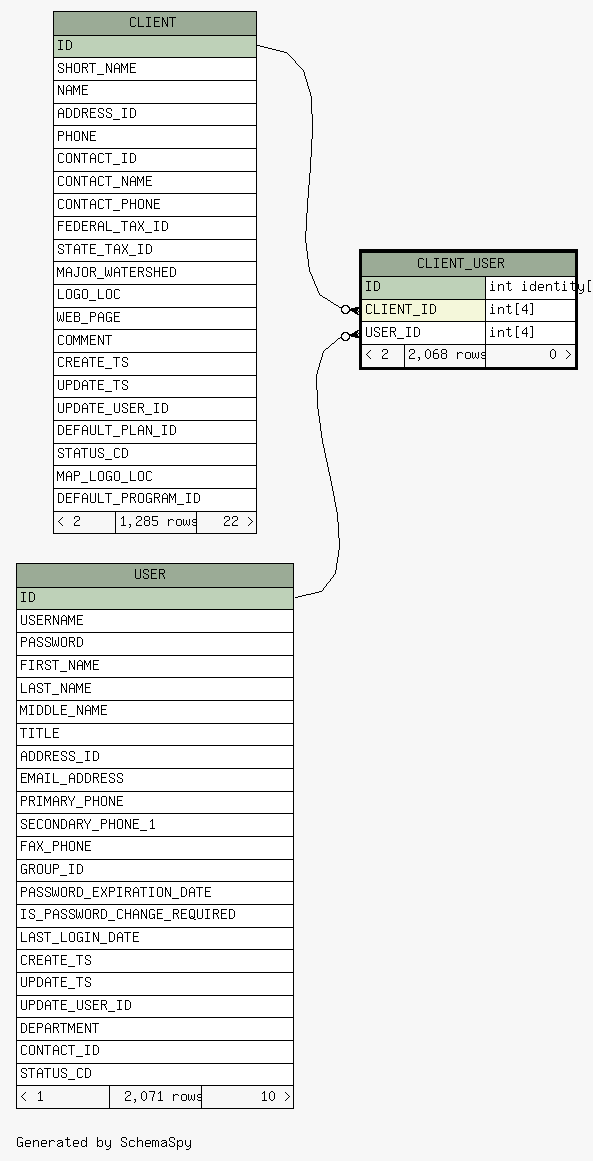 CLIENT
ID
SHORT_NAME
NAME
ADDRESS_ID
PHONE
CONTACT_ID
CONTACT_NAME
CONTACT_PHONE
FEDERAL_TAX_ID
STATE_TAX_ID
MAJOR_WATERSHED
LOGO_LOC
WEB_PAGE
COMMENT
CREATE_TS
UPDATE_TS
UPDATE_USER_ID
DEFAULT_PLAN_ID
STATUS_CD
MAP_LOGO_LOC
DEFAULT_PROGRAM_ID
< 2 1,285 rows 22 >
CLIENT_USER
ID int identity[
CLIENT_ID int[4]
USER_ID int[4]
< 2 2,068 rows 0 >
USER
ID
USERNAME
PASSWORD
FIRST_NAME
LAST_NAME
MIDDLE_NAME
TITLE
ADDRESS_ID
EMAIL_ADDRESS
PRIMARY_PHONE
SECONDARY_PHONE_1
FAX_PHONE
GROUP_ID
PASSWORD_EXPIRATION_DATE
IS_PASSWORD_CHANGE_REQUIRED
LAST_LOGIN_DATE
CREATE_TS
UPDATE_TS
UPDATE_USER_ID
DEPARTMENT
CONTACT_ID
STATUS_CD
< 1 2,071 rows 10 >
Generated by SchemaSpy